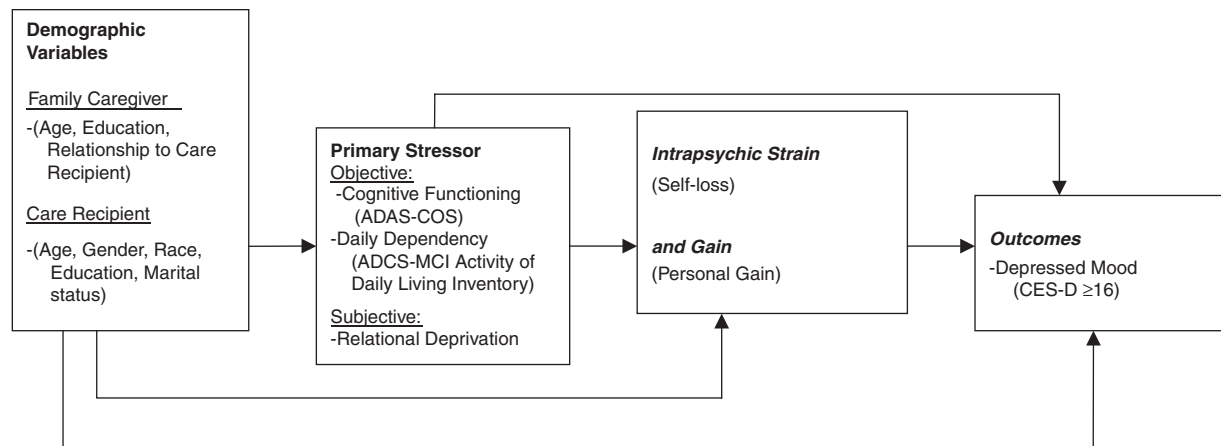 Demographic
Variables
Family Caregiver
-(Age, Education,
Relationship to Care
Recipient)
Care Recipient
-(Age, Gender, Race,
Education, Marital
status)
Primary Stressor
Objective:
-Cognitive Functioning
(ADAS-COS)
-Daily Dependency
(ADCS-MCI Activity of
Daily Living Inventory)
Subjective:
-Relational Deprivation
Intrapsychic Strain
(Self-loss)
and Gain
(Personal Gain)
Outcomes
-Depressed Mood
(CES-D ≥16)